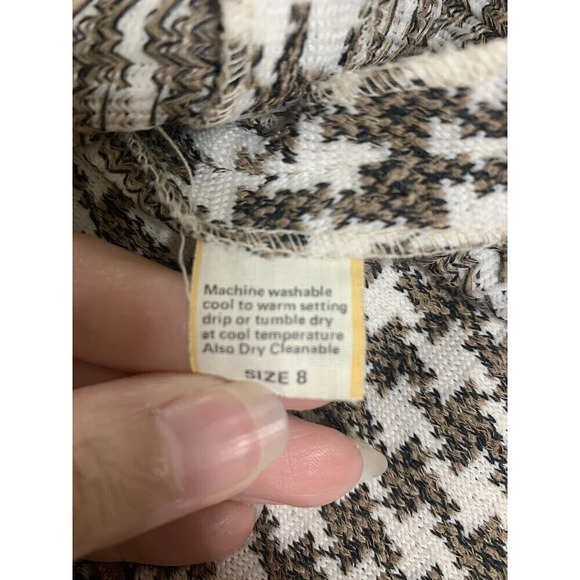 Machine washable
cool to warm setting
drip or tumble dry
at cool temperature
Also Dry Cleanable
SIZE 8